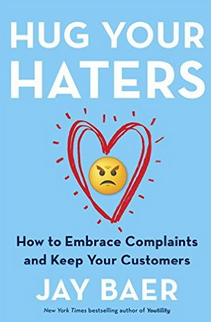 HUG YOUR
HATERS
How to Embrace Complaints
and Keep Your Customers
JAY BAER
New York Times bestselling author of Youtility